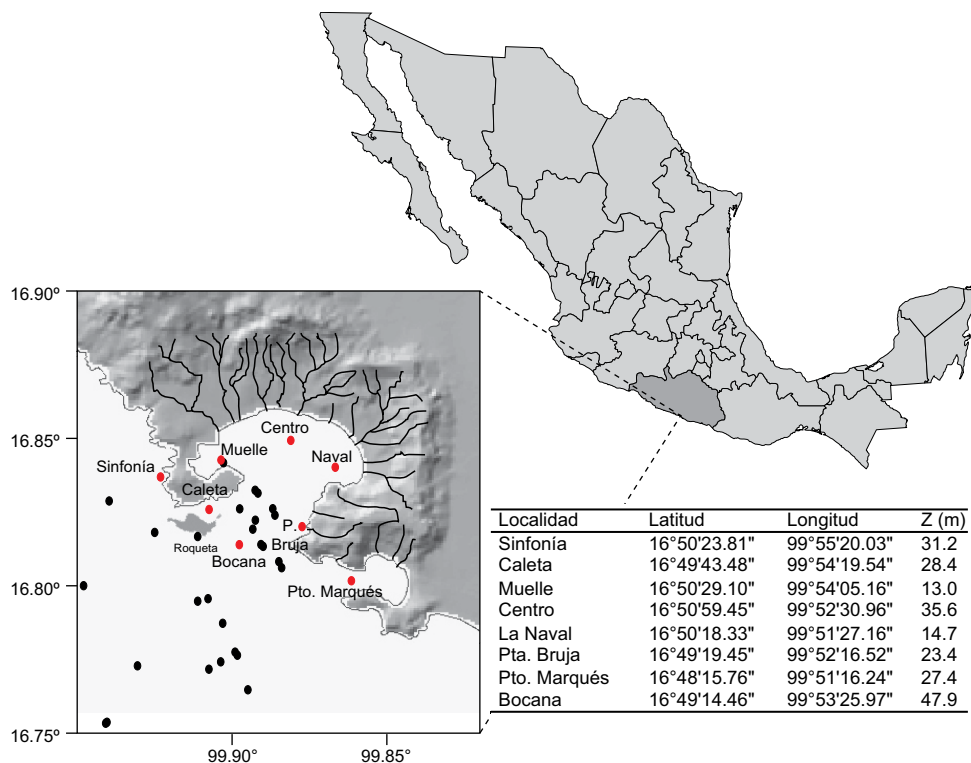 16.90º
16.85º
16.80º
16.75º
99.90°
99.85°
Centro
Muelle
Naval
Sinfonía
Caleta
P.
Bruja
Roqueta
Bocana
Pto. Marqués
Localidad Latitud Longitud Z (m)
Sinfonía 16°50'23.81" 99°55'20.03" 31.2
Caleta 16°49'43.48" 99°54'19.54" 28.4
Muelle 16°50'29.10" 99°54'05.16" 13.0
Centro 16°50'59.45" 99°52'30.96" 35.6
La Naval 16°50'18.33" 99°51'27.16" 14.7
Pta. Bruja 16°49'19.45" 99°52'16.52" 23.4
Pto. Marqués 16°48'15.76" 99°51'16.24" 27.4
Bocana 16°49'14.46" 99°53'25.97" 47.9